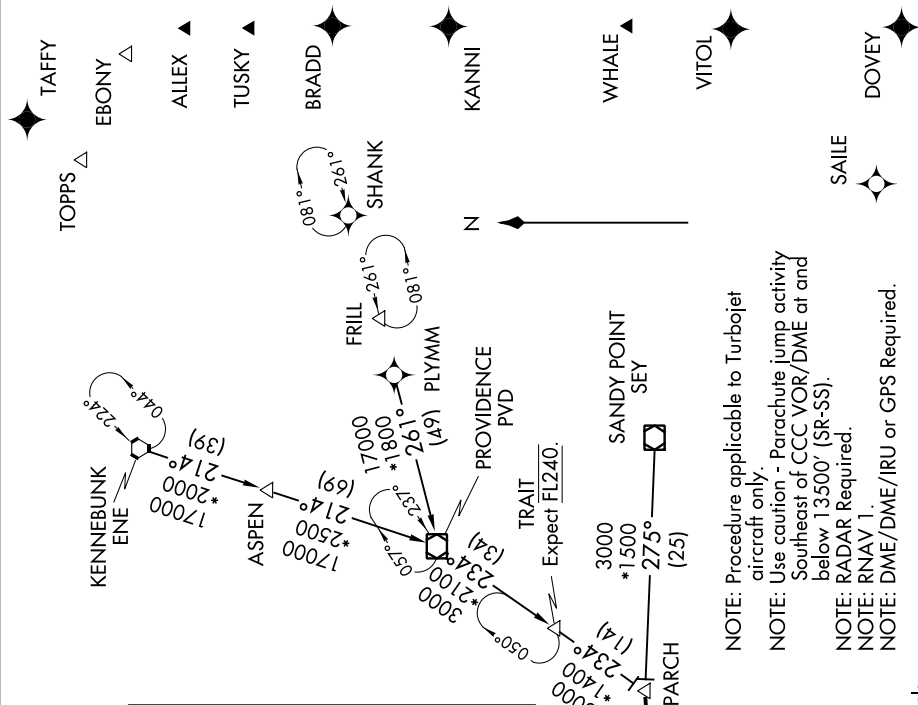 TAFFY
EBONY
ALLEX
TUSKY
BRADD
KANNI
WHALE
VITOL
DOVEY
TOPPS
SHANK
081°
261°
SAILE
N
FRILL
261°
081°
PLYMM
17000
*1800
261°
(49)
KENNEBUNK
ENE
224°
044°
17000
*2000
214°
(39)
ASPEN
17000
*2500
214°
(69)
PROVIDENCE
PVD
237°
057°
3000
*2100
234°
(34)
TRAIT
Expect FL240.
050°
*1400
234°
(14)
SANDY POINT
SEY
3000
*1500
275°
(25)
PARCH
NOTE: Procedure applicable to Turbojet
aircraft only.
NOTE: Use caution - Parachute jump activity
Southeast of CCC VOR/DME at and
below 13500' (SR-SS).
NOTE: RADAR Required.
NOTE: RNAV 1.
NOTE: DME/DME/IRU or GPS Required.